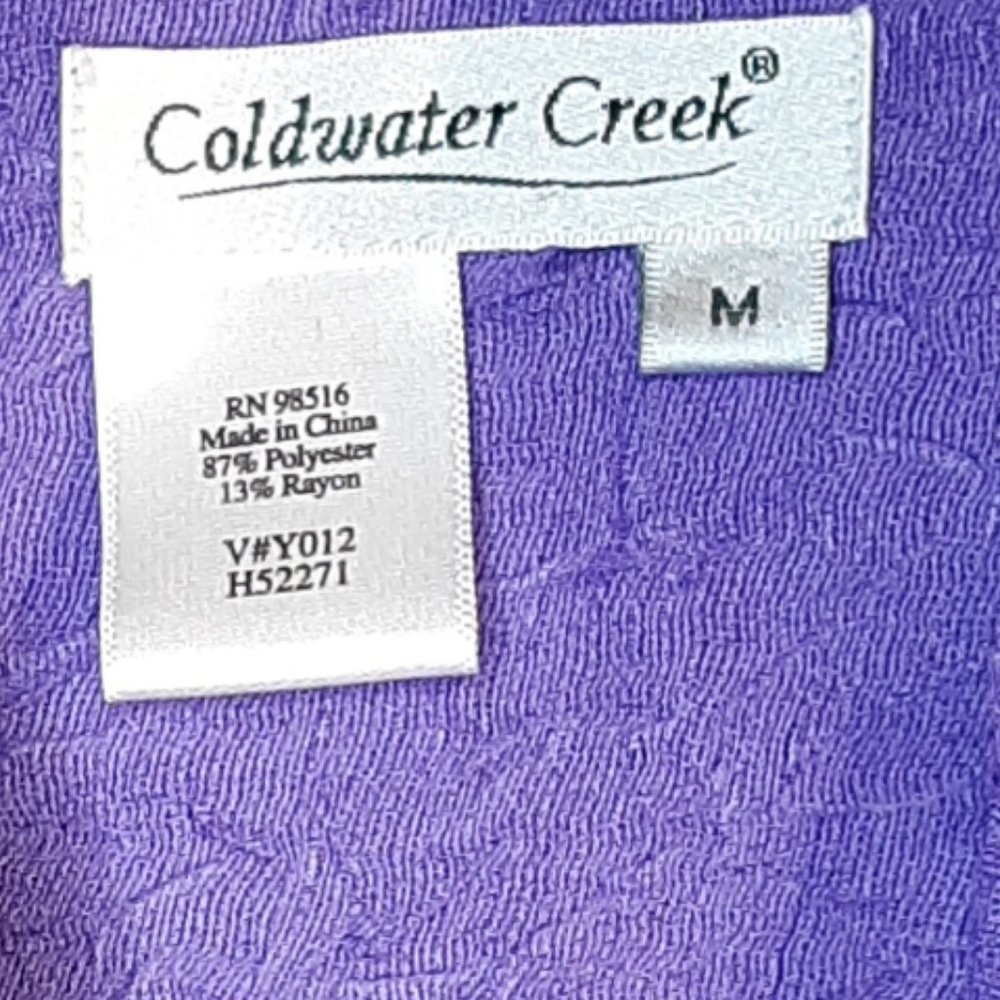 Coldwater Creek®
M
RN 98516
Made in China
87% Polyester
13% Rayon
V#Y012
H52271